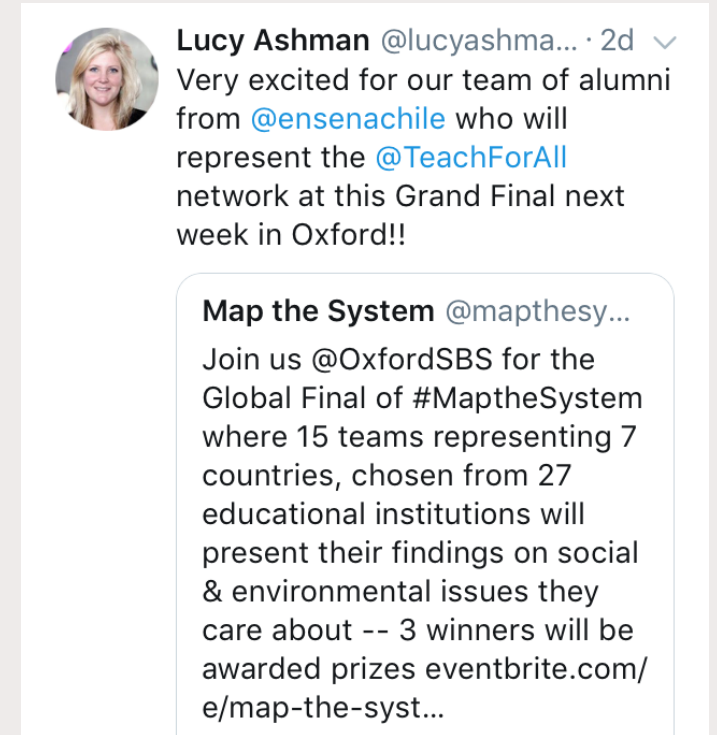 Lucy Ashman @lucyashma... · 2d
Very excited for our team of alumni
from @ensenachile who will
represent the @TeachForAll
network at this Grand Final next
week in Oxford!!
Map the System @mapthesy...
Join us @OxfordSBS for the
Global Final of #MaptheSystem
where 15 teams representing 7
countries, chosen from 27
educational institutions will
present their findings on social
& environmental issues they
care about -- 3 winners will be
awarded prizes eventbrite.com/
e/map-the-syst...